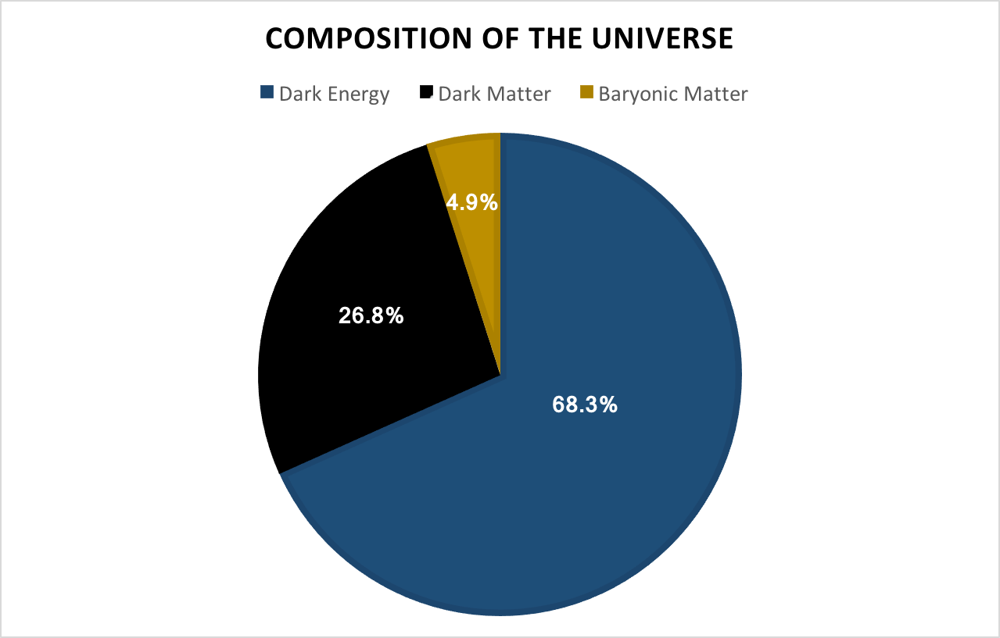 COMPOSITION OF THE UNIVERSE
Dark Energy Dark Matter Baryonic Matter
4.9%
26.8%
68.3%